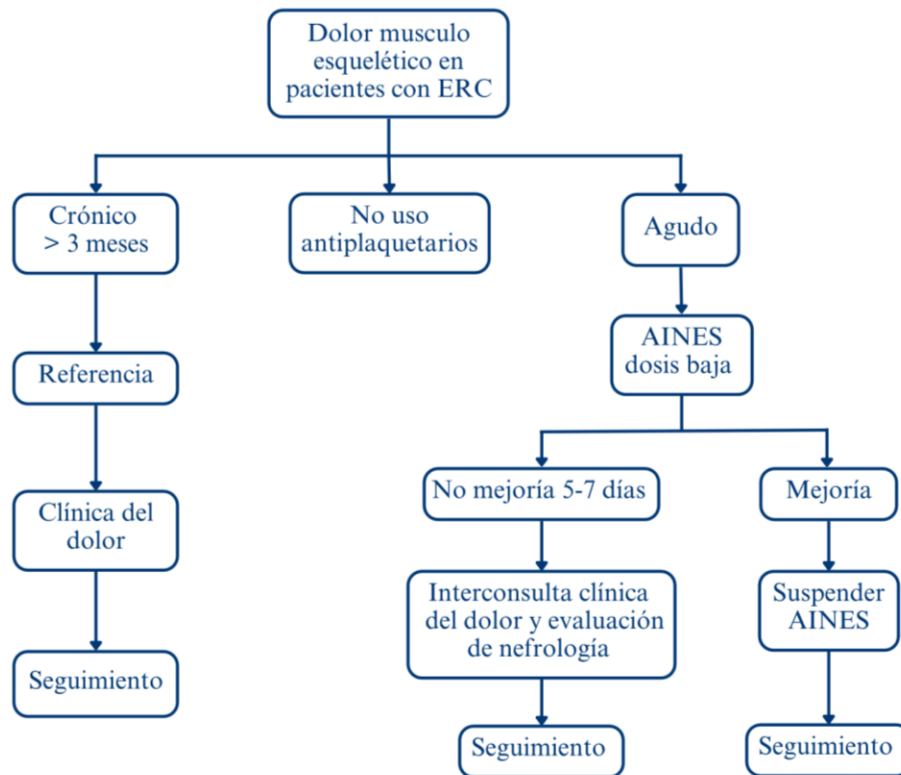 Dolor musculo
esquelético en
pacientes con ERC
Crónico
> 3 meses
No uso
antiplaquetarios
Agudo
AINES
dosis baja
Referencia
No mejoría 5-7 días
Mejoría
Clínica del
dolor
Interconsulta clínica
del dolor y evaluación
de nefrología
Suspender
AINES
Seguimiento
Seguimiento
Seguimiento